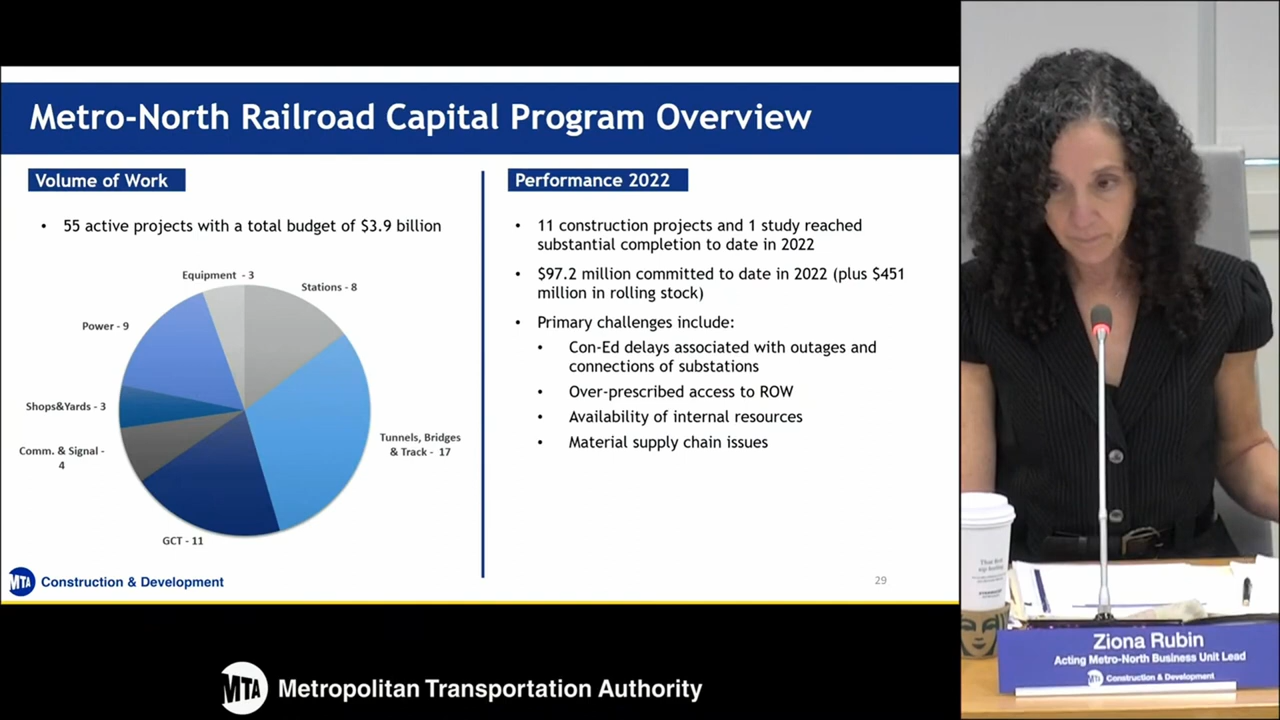 Metro-North Railroad Capital Program Overview
Volume of Work
• 55 active projects with a total budget of $3.9 billion
Equipment - 3
Stations - 8
Power - 9
Shops&Yards - 3
Comm. & Signal -
4
Tunnels, Bridges
& Track - 17
GCT - 11
Performance 2022
• 11 construction projects and 1 study reached
substantial completion to date in 2022
• $97.2 million committed to date in 2022 (plus $451
million in rolling stock)
• Primary challenges include:
• Con-Ed delays associated with outages and
connections of substations
• Over-prescribed access to ROW
• Availability of internal resources
• Material supply chain issues
MTA Construction & Development
29
MTA Metropolitan Transportation Authority
That first
Ziona Rubin
Acting Metro-North Business Unit Lead
MTA Construction & Development